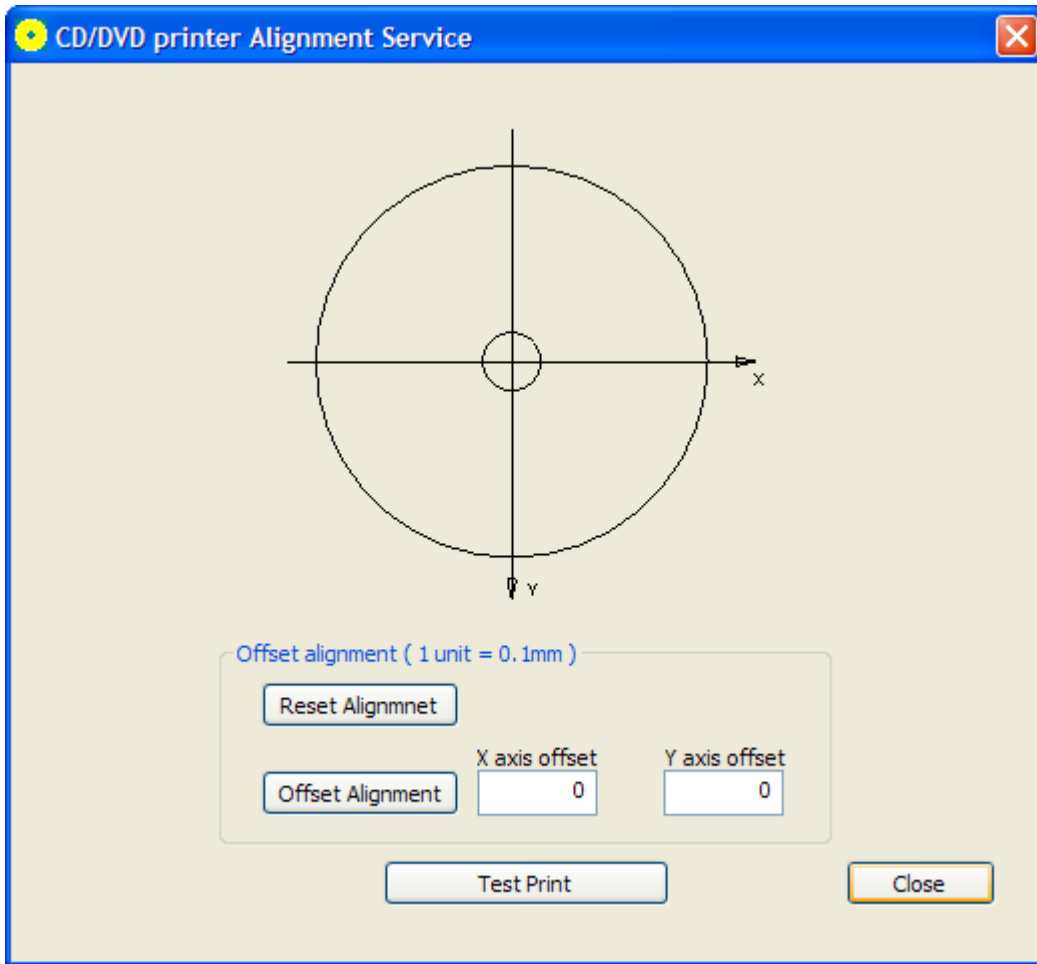 CD/DVD printer Alignment Service
X
Y
Offset alignment ( 1 unit = 0.1mm )
Reset Alignmnet
X axis offset Y axis offset
Offset Alignment 0 0
Test Print Close